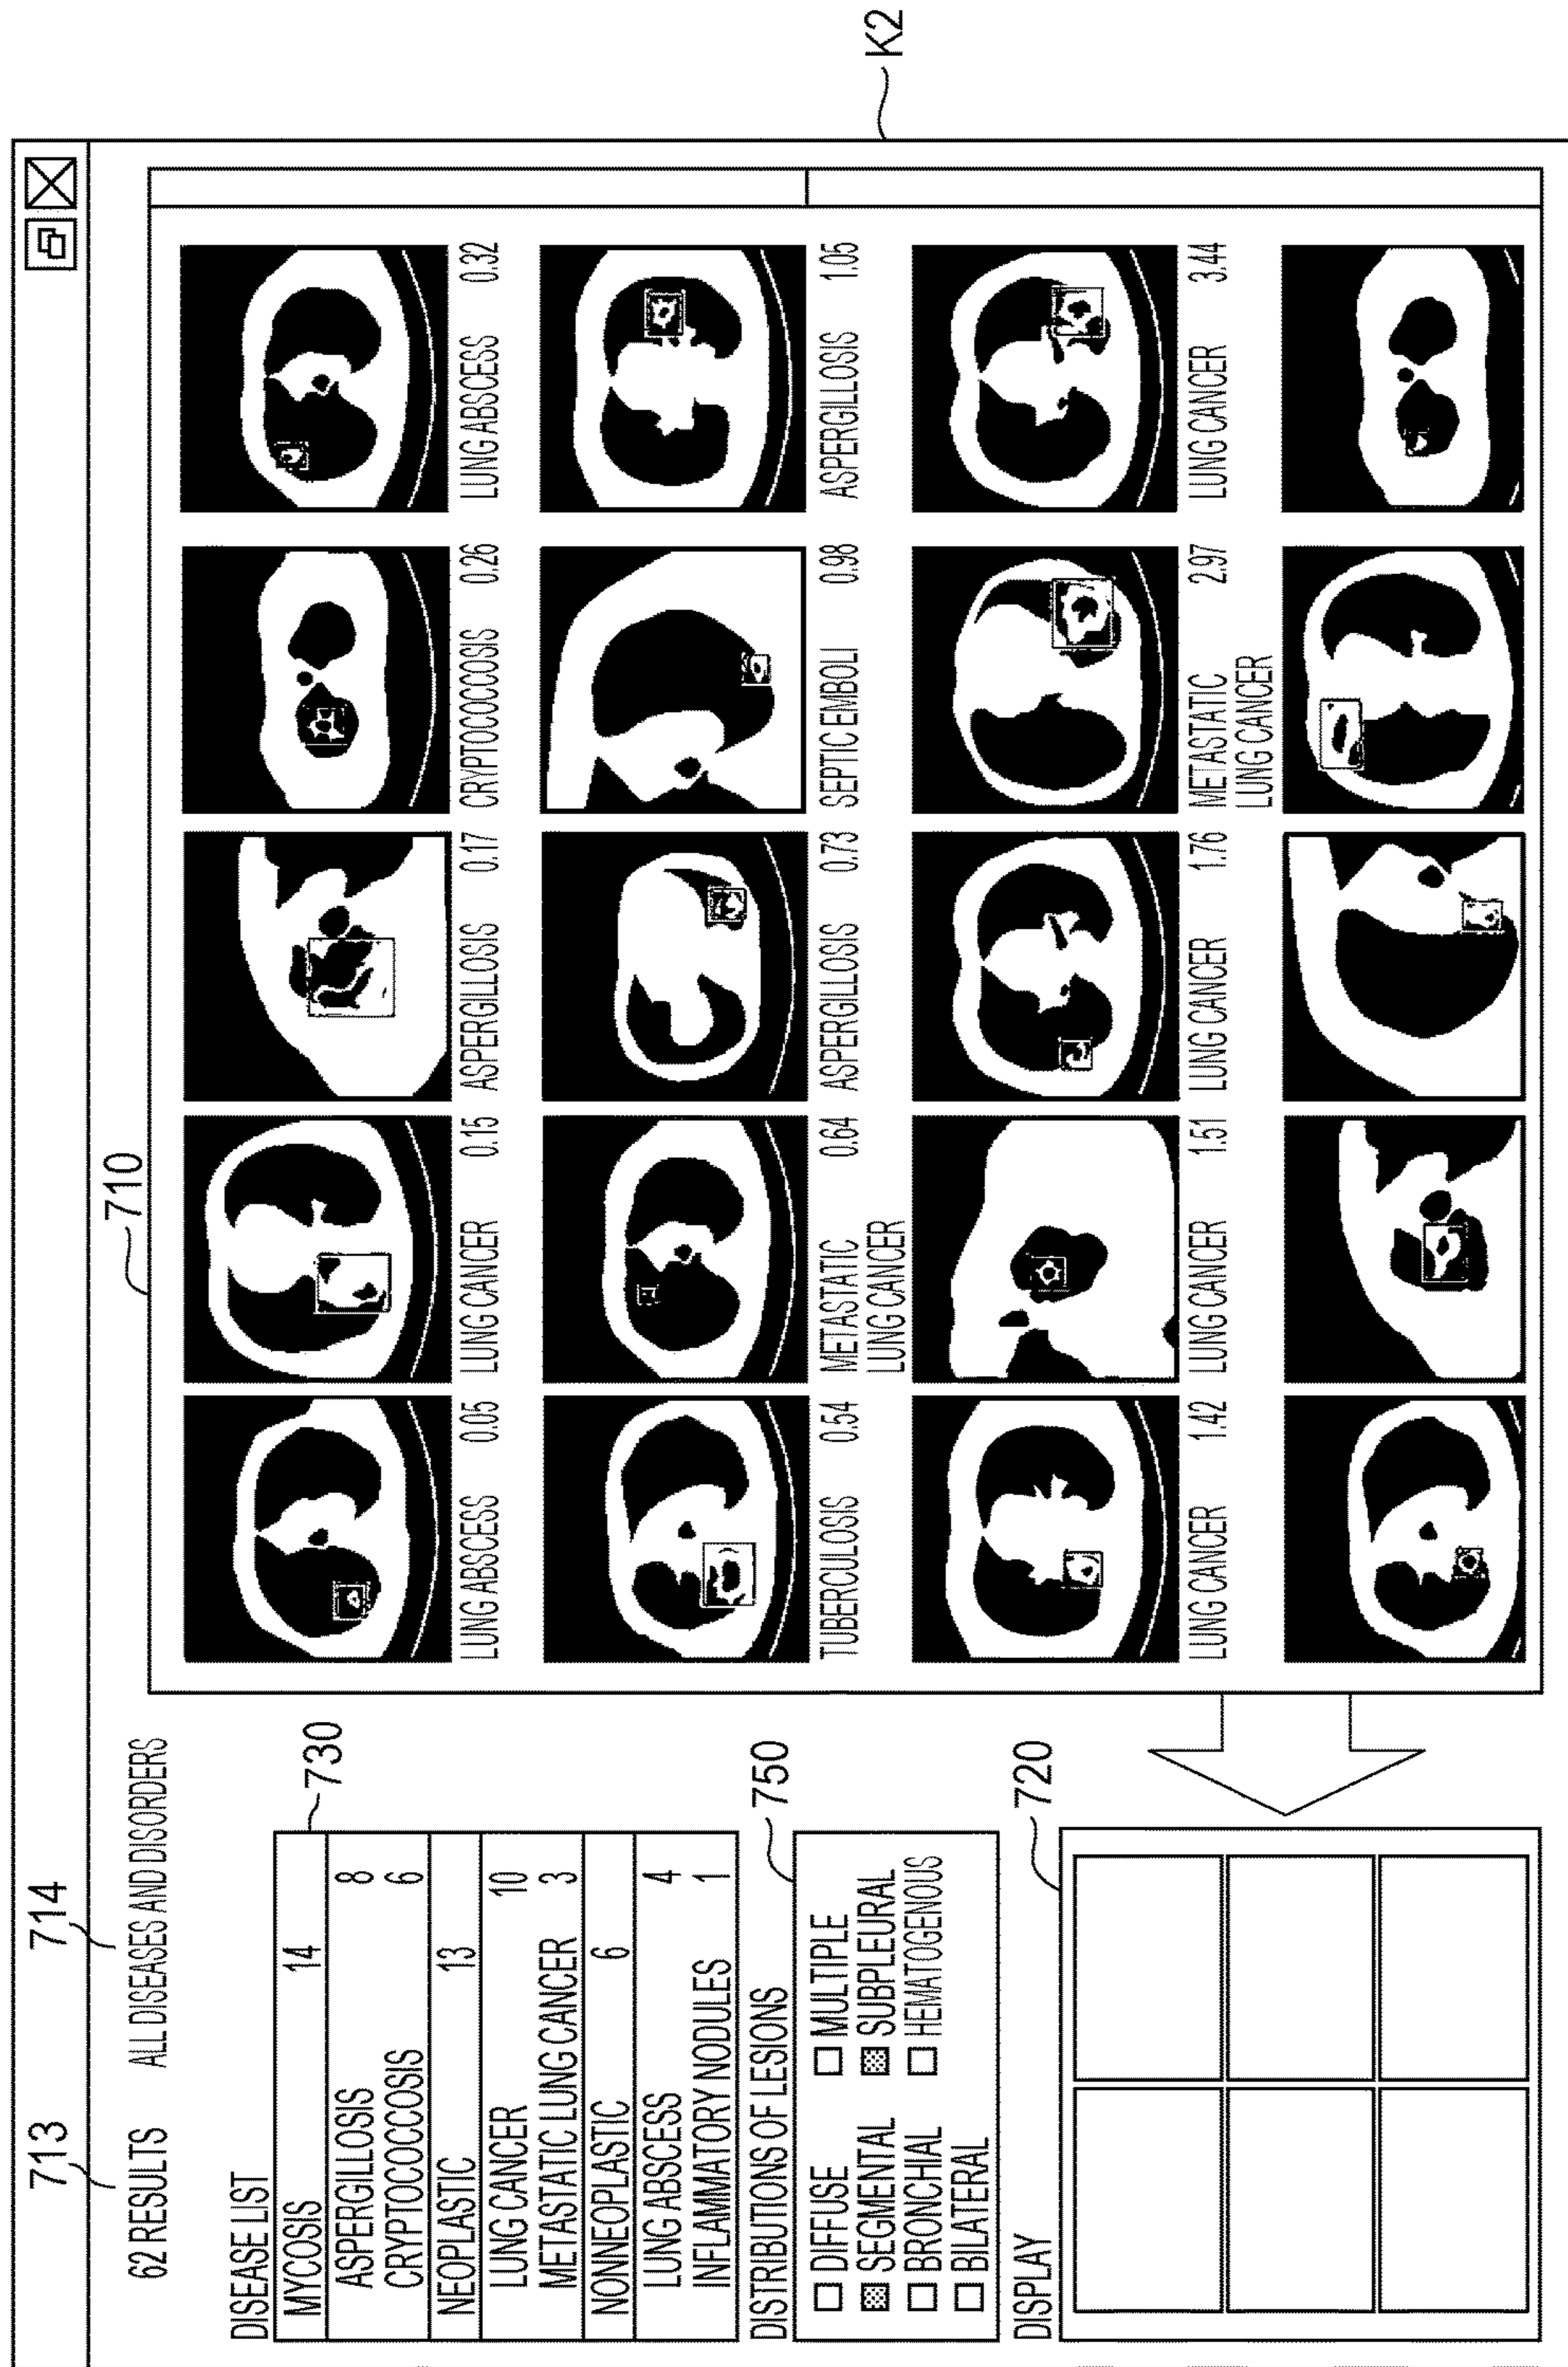 K2
713
714
62 RESULTS ALL DISEASES AND DISORDERS
710
DISEASE LIST
730
MYCOSIS 14
ASPERGILLOSIS 8
CRYPTOCOCCOSIS 6
NEOPLASTIC 13
LUNG CANCER 10
METASTATIC LUNG CANCER 3
NONNEOPLASTIC 6
LUNG ABSCESS 4
INFLAMMATORY NODULES 1
DISTRIBUTIONS OF LESIONS
750
DIFFUSE MULTIPLE
SEGMENTAL SUBPLEURAL
BRONCHIAL HEMATOGENOUS
BILATERAL
DISPLAY
720
LUNG ABSCESS 0.05 LUNG CANCER 0.15 ASPERGILLOSIS 0.17 CRYPTOCOCCOSIS 0.26 LUNG ABSCESS 0.32
TUBERCULOSIS 0.54 METASTATIC 0.64 ASPERGILLOSIS 0.73 SEPTIC EMBOLI 0.98 ASPERGILLOSIS 1.05
LUNG CANCER
LUNG CANCER 1.42 LUNG CANCER 1.51 LUNG CANCER 1.76 METASTATIC 2.97 LUNG CANCER 3.44
LUNG CANCER